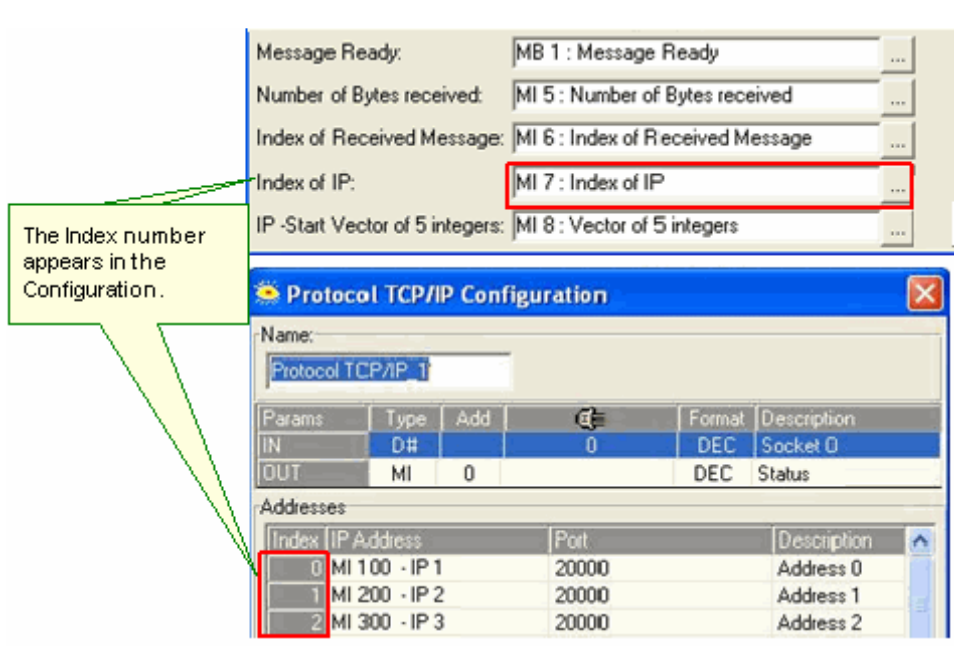 Message Ready: MB 1 : Message Ready ...
Number of Bytes received: MI 5 : Number of Bytes received ...
Index of Received Message: MI 6 : Index of Received Message ...
Index of IP: MI 7 : Index of IP ...
IP -Start Vector of 5 integers: MI 8 : Vector of 5 integers ...
The Index number
appears in the
Configuration.
Protocol TCP/IP Configuration
Name:
Protocol TCP/IP_1
Params Type Add Format Description
IN D# 0 DEC Socket 0
OUT MI 0 DEC Status
Addresses
Index IP Address Port Description
0 MI 100 - IP 1 20000 Address 0
1 MI 200 - IP 2 20000 Address 1
2 MI 300 - IP 3 20000 Address 2